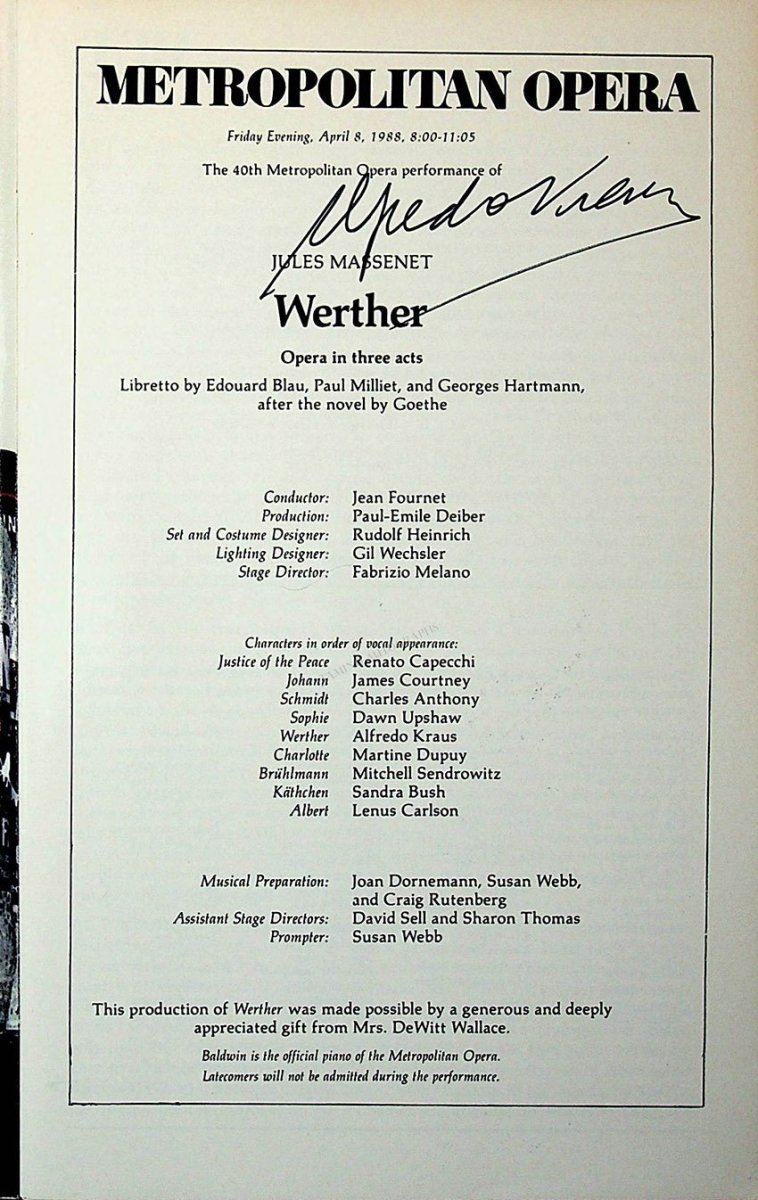 METROPOLITAN OPERA
Friday Evening, April 8, 1988, 8:00-11:05
The 40th Metropolitan Opera performance of
Alfredo Kraus
JULES MASSENET
Werther
Opera in three acts
Libretto by Edouard Blau, Paul Milliet, and Georges Hartmann,
after the novel by Goethe
Conductor: Jean Fournet
Production: Paul-Emile Deiber
Set and Costume Designer: Rudolf Heinrich
Lighting Designer: Gil Wechsler
Stage Director: Fabrizio Melano
Characters in order of vocal appearance:
Justice of the Peace Renato Capecchi
Johann James Courtney
Schmidt Charles Anthony
Sophie Dawn Upshaw
Werther Alfredo Kraus
Charlotte Martine Dupuy
Brühlmann Mitchell Sendrowitz
Käthchen Sandra Bush
Albert Lenus Carlson
Musical Preparation: Joan Dornemann, Susan Webb,
and Craig Rutenberg
Assistant Stage Directors: David Sell and Sharon Thomas
Prompter: Susan Webb
This production of Werther was made possible by a generous and deeply
appreciated gift from Mrs. DeWitt Wallace.
Baldwin is the official piano of the Metropolitan Opera.
Latecomers will not be admitted during the performance.